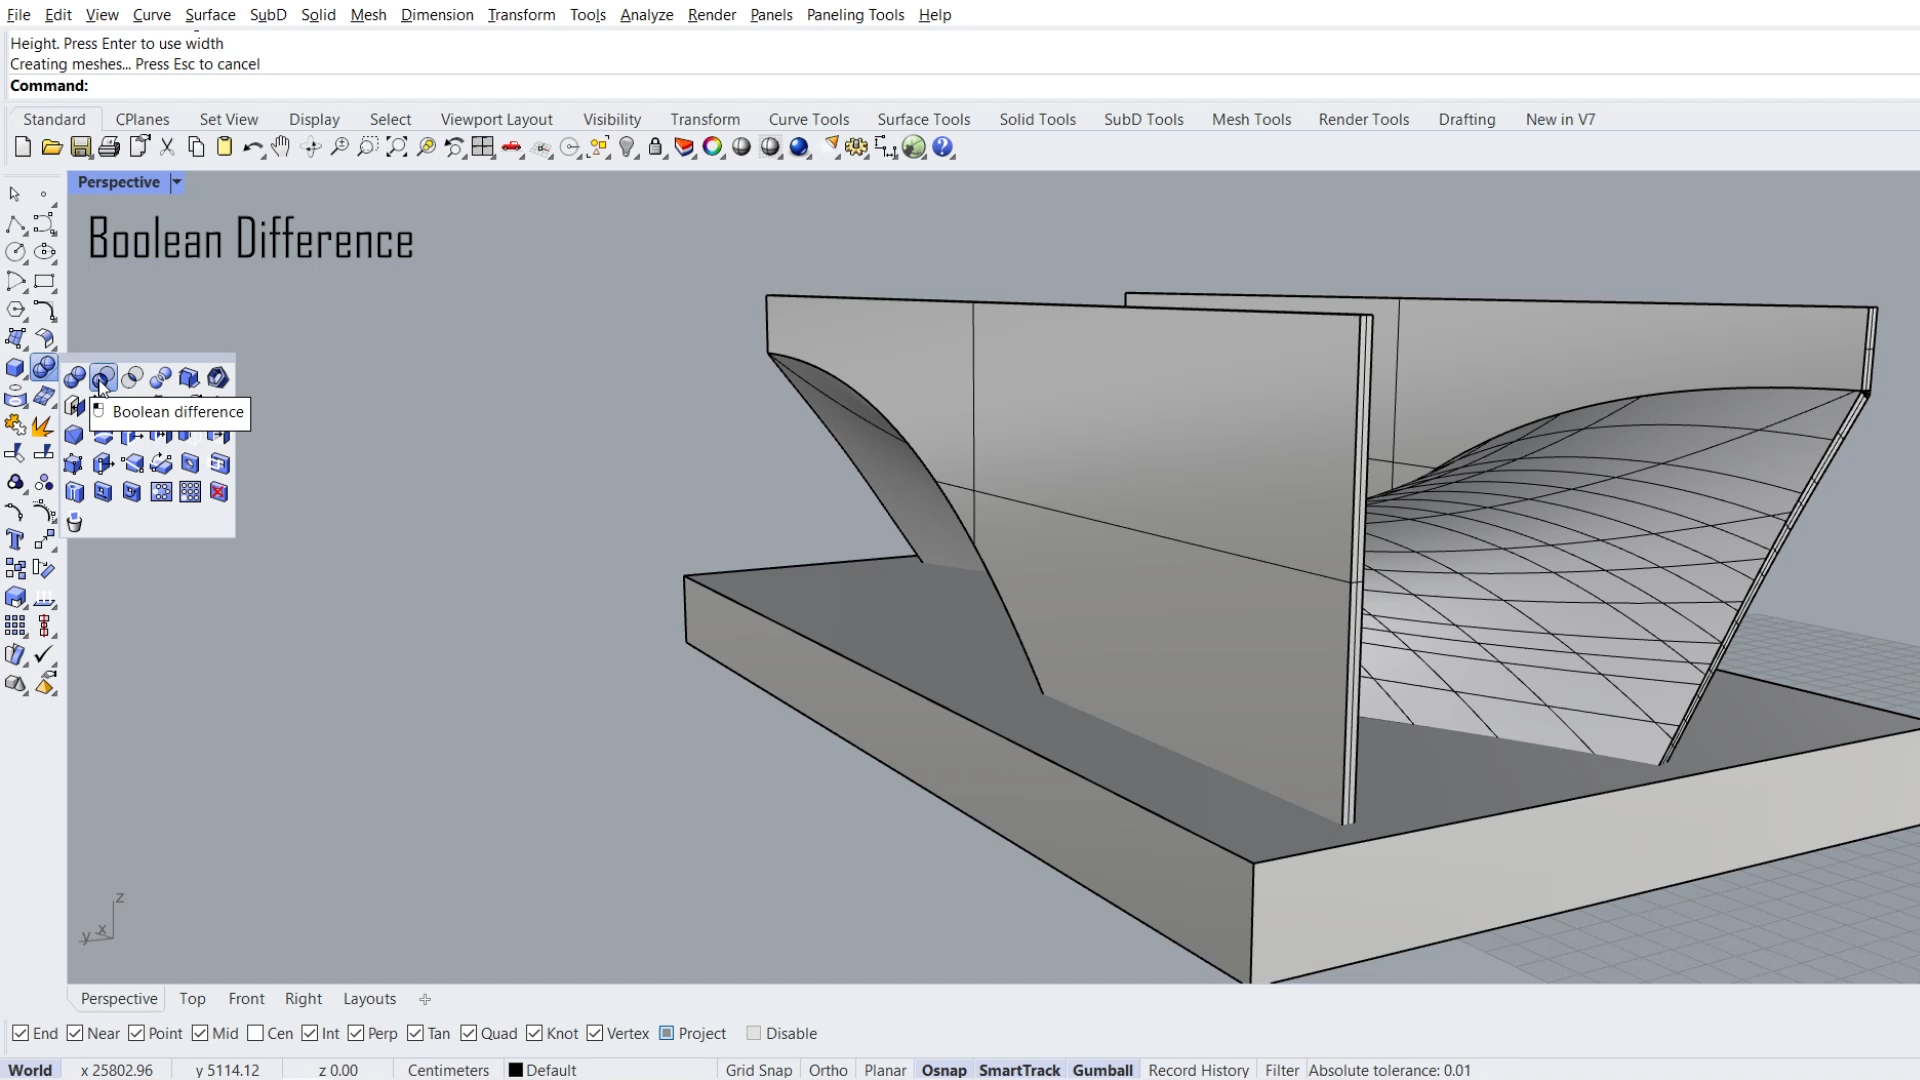 File Edit View Curve Surface SubD Solid Mesh Dimension Transform Tools Analyze Render Panels Paneling Tools Help
Height. Press Enter to use width
Creating meshes... Press Esc to cancel
Command:
Standard CPlanes Set View Display Select Viewport Layout Visibility Transform Curve Tools Surface Tools Solid Tools SubD Tools Mesh Tools Render Tools Drafting New in V7
Perspective
Boolean Difference
Boolean difference
z
y x
Perspective Top Front Right Layouts
End Near Point Mid Cen Int Perp Tan Quad Knot Vertex Project Disable
World x 25802.96 y 5114.12 z 0.00 Centimeters Default Grid Snap Ortho Planar Osnap SmartTrack Gumball Record History Filter Absolute tolerance: 0.01